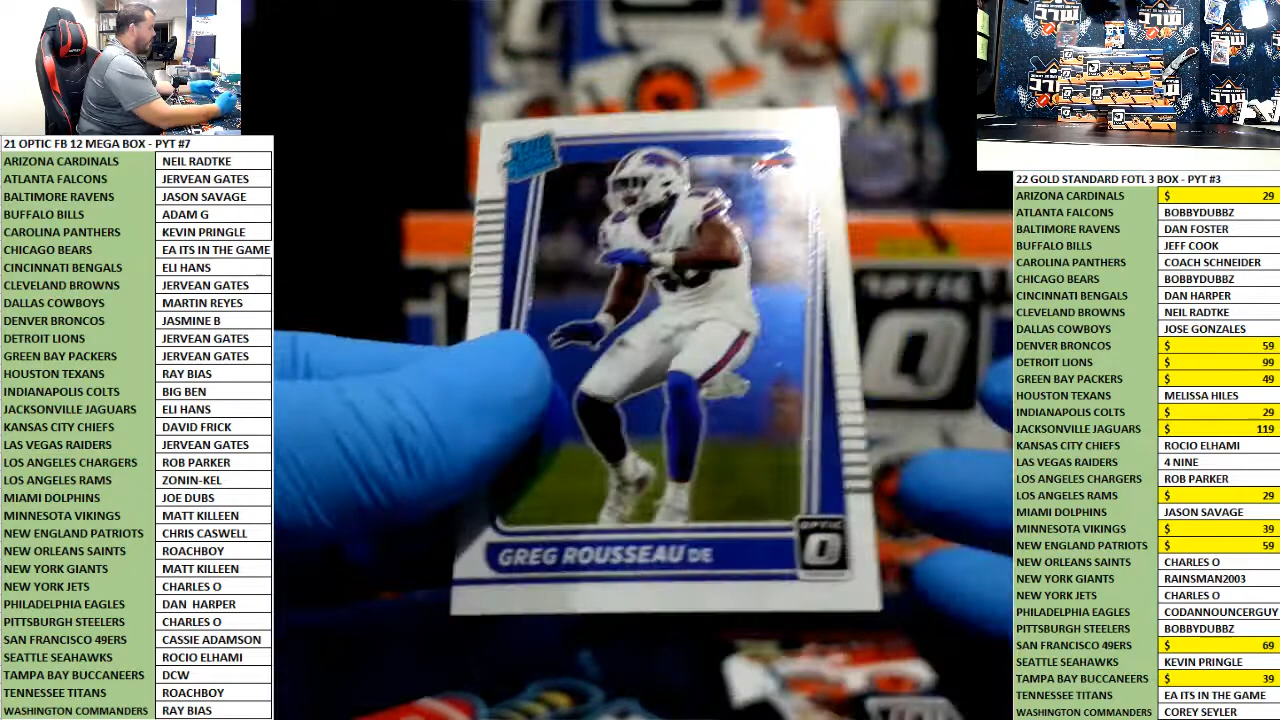 21 OPTIC FB 12 MEGA BOX - PYT #7
ARIZONA CARDINALS NEIL RADTKE
ATLANTA FALCONS JERVEAN GATES
BALTIMORE RAVENS JASON SAVAGE
BUFFALO BILLS ADAM G
CAROLINA PANTHERS KEVIN PRINGLE
CHICAGO BEARS EA ITS IN THE GAME
CINCINNATI BENGALS ELI HANS
CLEVELAND BROWNS JERVEAN GATES
DALLAS COWBOYS MARTIN REYES
DENVER BRONCOS JASMINE B
DETROIT LIONS JERVEAN GATES
GREEN BAY PACKERS JERVEAN GATES
HOUSTON TEXANS RAY BIAS
INDIANAPOLIS COLTS BIG BEN
JACKSONVILLE JAGUARS ELI HANS
KANSAS CITY CHIEFS DAVID FRICK
LAS VEGAS RAIDERS JERVEAN GATES
LOS ANGELES CHARGERS ROB PARKER
LOS ANGELES RAMS ZONIN-KEL
MIAMI DOLPHINS JOE DUBS
MINNESOTA VIKINGS MATT KILLEEN
NEW ENGLAND PATRIOTS CHRIS CASWELL
NEW ORLEANS SAINTS ROACHBOY
NEW YORK GIANTS MATT KILLEEN
NEW YORK JETS CHARLES O
PHILADELPHIA EAGLES DAN HARPER
PITTSBURGH STEELERS CHARLES O
SAN FRANCISCO 49ERS CASSIE ADAMSON
SEATTLE SEAHAWKS ROCIO ELHAMI
TAMPA BAY BUCCANEERS DCW
TENNESSEE TITANS ROACHBOY
WASHINGTON COMMANDERS RAY BIAS
GREG ROUSSEAU DE
OPTIC
22 GOLD STANDARD FOTL 3 BOX - PYT #3
ARIZONA CARDINALS $ 29
ATLANTA FALCONS BOBBYDUBBZ
BALTIMORE RAVENS DAN FOSTER
BUFFALO BILLS JEFF COOK
CAROLINA PANTHERS COACH SCHNEIDER
CHICAGO BEARS BOBBYDUBBZ
CINCINNATI BENGALS DAN HARPER
CLEVELAND BROWNS NEIL RADTKE
DALLAS COWBOYS JOSE GONZALES
DENVER BRONCOS $ 59
DETROIT LIONS $ 99
GREEN BAY PACKERS $ 49
HOUSTON TEXANS MELISSA HILES
INDIANAPOLIS COLTS $ 29
JACKSONVILLE JAGUARS $ 119
KANSAS CITY CHIEFS ROCIO ELHAMI
LAS VEGAS RAIDERS 4 NINE
LOS ANGELES CHARGERS ROB PARKER
LOS ANGELES RAMS $ 29
MIAMI DOLPHINS JASON SAVAGE
MINNESOTA VIKINGS $ 39
NEW ENGLAND PATRIOTS $ 59
NEW ORLEANS SAINTS CHARLES O
NEW YORK GIANTS RAINSMAN2003
NEW YORK JETS CHARLES O
PHILADELPHIA EAGLES CODANNOUNCERGUY
PITTSBURGH STEELERS BOBBYDUBBZ
SAN FRANCISCO 49ERS $ 69
SEATTLE SEAHAWKS KEVIN PRINGLE
TAMPA BAY BUCCANEERS $ 39
TENNESSEE TITANS EA ITS IN THE GAME
WASHINGTON COMMANDERS COREY SEYLER